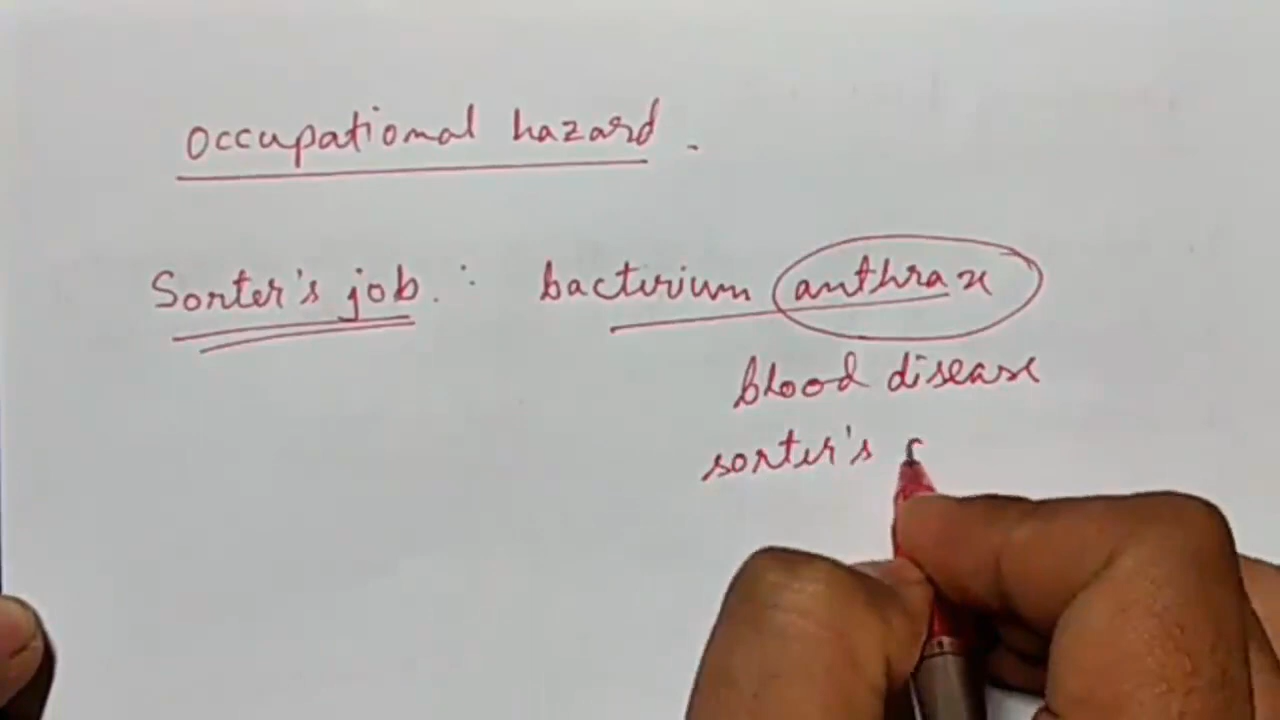 Occupational hazard.
Sorter's job: bacterium anthrax
blood disease
sorter's